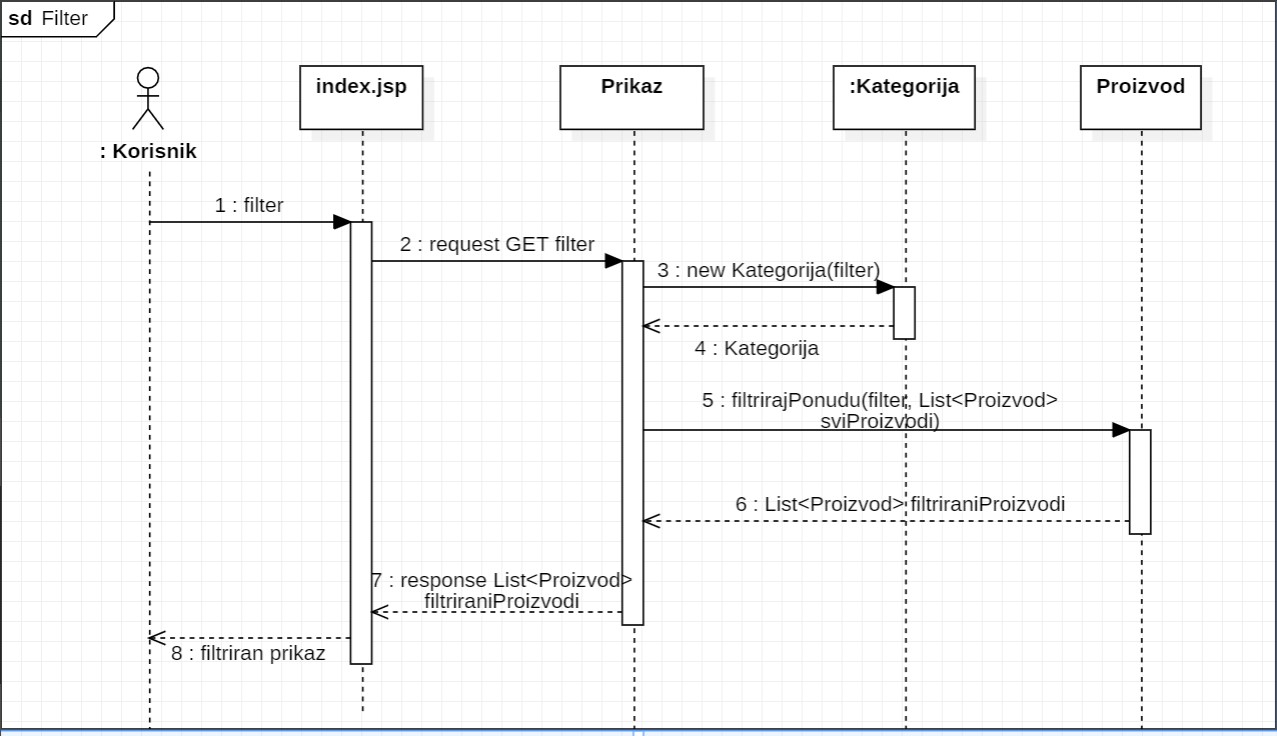 sd Filter
index.jsp
Prikaz
:Kategorija
Proizvod
: Korisnik
1 : filter
2 : request GET filter
3 : new Kategorija(filter)
4 : Kategorija
5 : filtrirajPonudu(filter, List<Proizvod>
sviProizvodi)
6 : List<Proizvod> filtriraniProizvodi
7 : response List<Proizvod>
filtriraniProizvodi
8 : filtriran prikaz